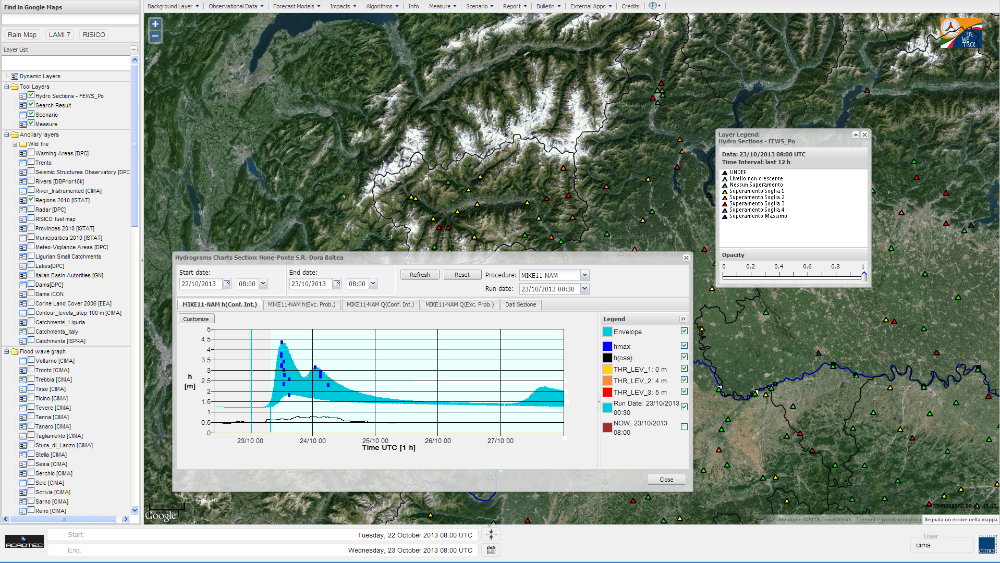 Find in Google Maps
Background Layer
Observational Data
Forecast Models
Impacts
Algorithms
Info
Measure
Scenario
Report
Bulletin
External Apps
Credits
Rain Map
LAMI 7
RISICO
Layer List
Dynamic Layers
Tool Layers
Hydro Sections - FEWS_Po
Search Result
Scenario
Measure
Ancillary layers
Wild fire
Warning Areas [DPC]
Trento
Seismic Structures Observatory [DPC
Rivers [DBPrior10k]
River_Instrumented [CIMA]
Regions 2010 [ISTAT]
Radar [DPC]
RISICO fuel map
Provinces 2010 [ISTAT]
Municipalities 2010 [ISTAT]
Meteo-Vigilance Areas [DPC]
Ligurian Small Catchments
Lakes[DPC]
Italian Basin Autorities [GN]
Dams[DPC]
Dams ICON
Corine Land Cover 2006 [EEA]
Contour_levels_step 100 m [CIMA]
Catchments_Liguria
Catchments_Italy
Catchments [ISPRA]
Flood wave graph
Volturno [CIMA]
Tronto [CIMA]
Trebbia [CIMA]
Tirso [CIMA]
Ticino [CIMA]
Tevere [CIMA]
Tenna [CIMA]
Tanaro [CIMA]
Tagliamento [CIMA]
Stura_di_Lanzo [CIMA]
Stella [CIMA]
Sesia [CIMA]
Serchio [CIMA]
Sele [CIMA]
Scrivia [CIMA]
Sarno [CIMA]
Reno [CIMA]
DE
WE
TRα
Layer Legend:
Hydro Sections - FEWS_Po
Data: 23/10/2013 08:00 UTC
Time Interval: last 12 h
UNDEF
Livello non crescente
Nessun Superamento
Superamento Soglia 1
Superamento Soglia 2
Superamento Soglia 3
Superamento Soglia 4
Superamento Massimo
Opacity
0 0.2 0.4 0.6 0.8 1
Hydrograms Charts Section: Hone-Ponte S.R.-Dora Baltea
Start date:
22/10/2013 08:00
End date:
23/10/2013 08:00
Refresh
Reset
Procedure: MIKE11-NAM
Run date: 23/10/2013 00:30
MIKE11-NAM h(Conf. Int.)
MIKE11-NAM h(Exc. Prob.)
MIKE11-NAM Q(Conf. Int.)
MIKE11-NAM Q(Exc. Prob.)
Dati Sezione
Customize
5
4.5
4
3.5
3
2.5
2
1.5
1
0.5
0
h
[m]
23/10 00
24/10 00
25/10 00
26/10 00
27/10 00
Time UTC [1 h]
Legend
Envelope
hmax
h(oss)
THR_LEV_1: 0 m
THR_LEV_2: 4 m
THR_LEV_3: 5 m
Run Date: 23/10/2013
00:30
NOW: 23/10/2013
08:00
Close
20 km
Google
Immagini ©2013 TerraMetrics - Termini e condizioni d'uso
Segnala un errore nella mappa
ACROTEC
Start: Tuesday, 22 October 2013 08:00 UTC
End: Wednesday, 23 October 2013 08:00 UTC
User:
cima
cima